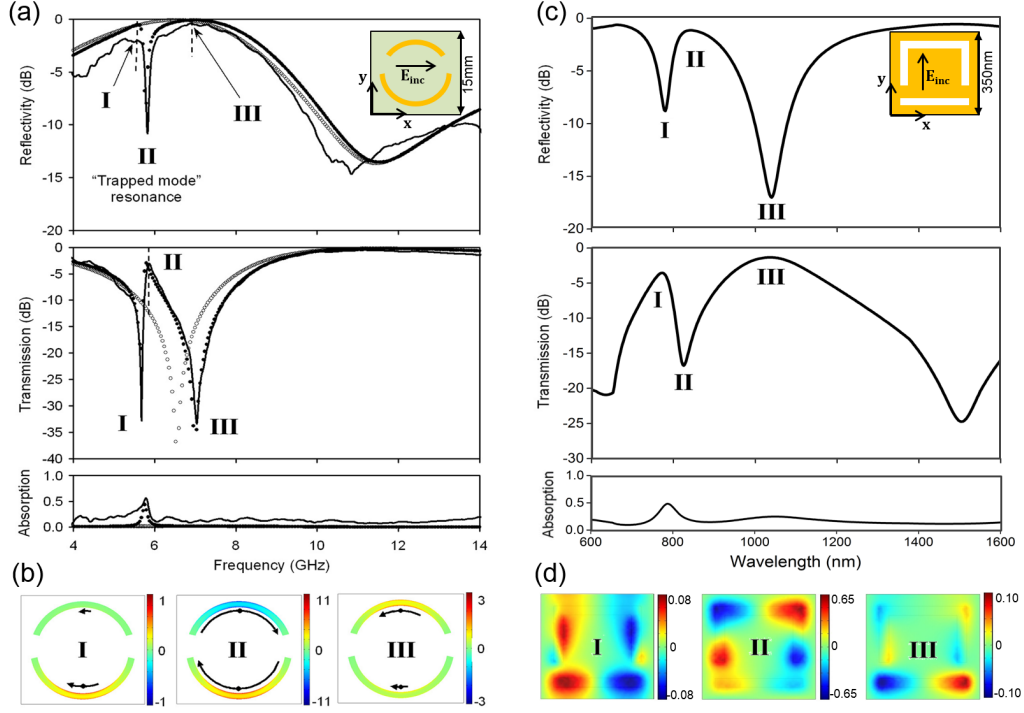 (a)
0
-5
-10
-15
-20
Reflectivity (dB)
I
II
III
"Trapped mode"
resonance
E_inc
y
x
15mm
0
-5
-10
-15
-20
-25
-30
-35
-40
Transmission (dB)
I
II
III
1.0
0.5
0.0
Absorption
4 6 8 10 12 14
Frequency (GHz)
(b)
I
1
0
-1
II
11
0
-11
III
3
0
-3
(c)
0
-5
-10
-15
-20
Reflectivity (dB)
I
II
III
E_inc
y
x
350nm
0
-5
-10
-15
-20
-25
-30
Transmission (dB)
I
II
III
1.0
0.5
0.0
Absorption
600 800 1000 1200 1400 1600
Wavelength (nm)
(d)
I
0.08
0
-0.08
II
0.65
0
-0.65
III
0.10
0
-0.10